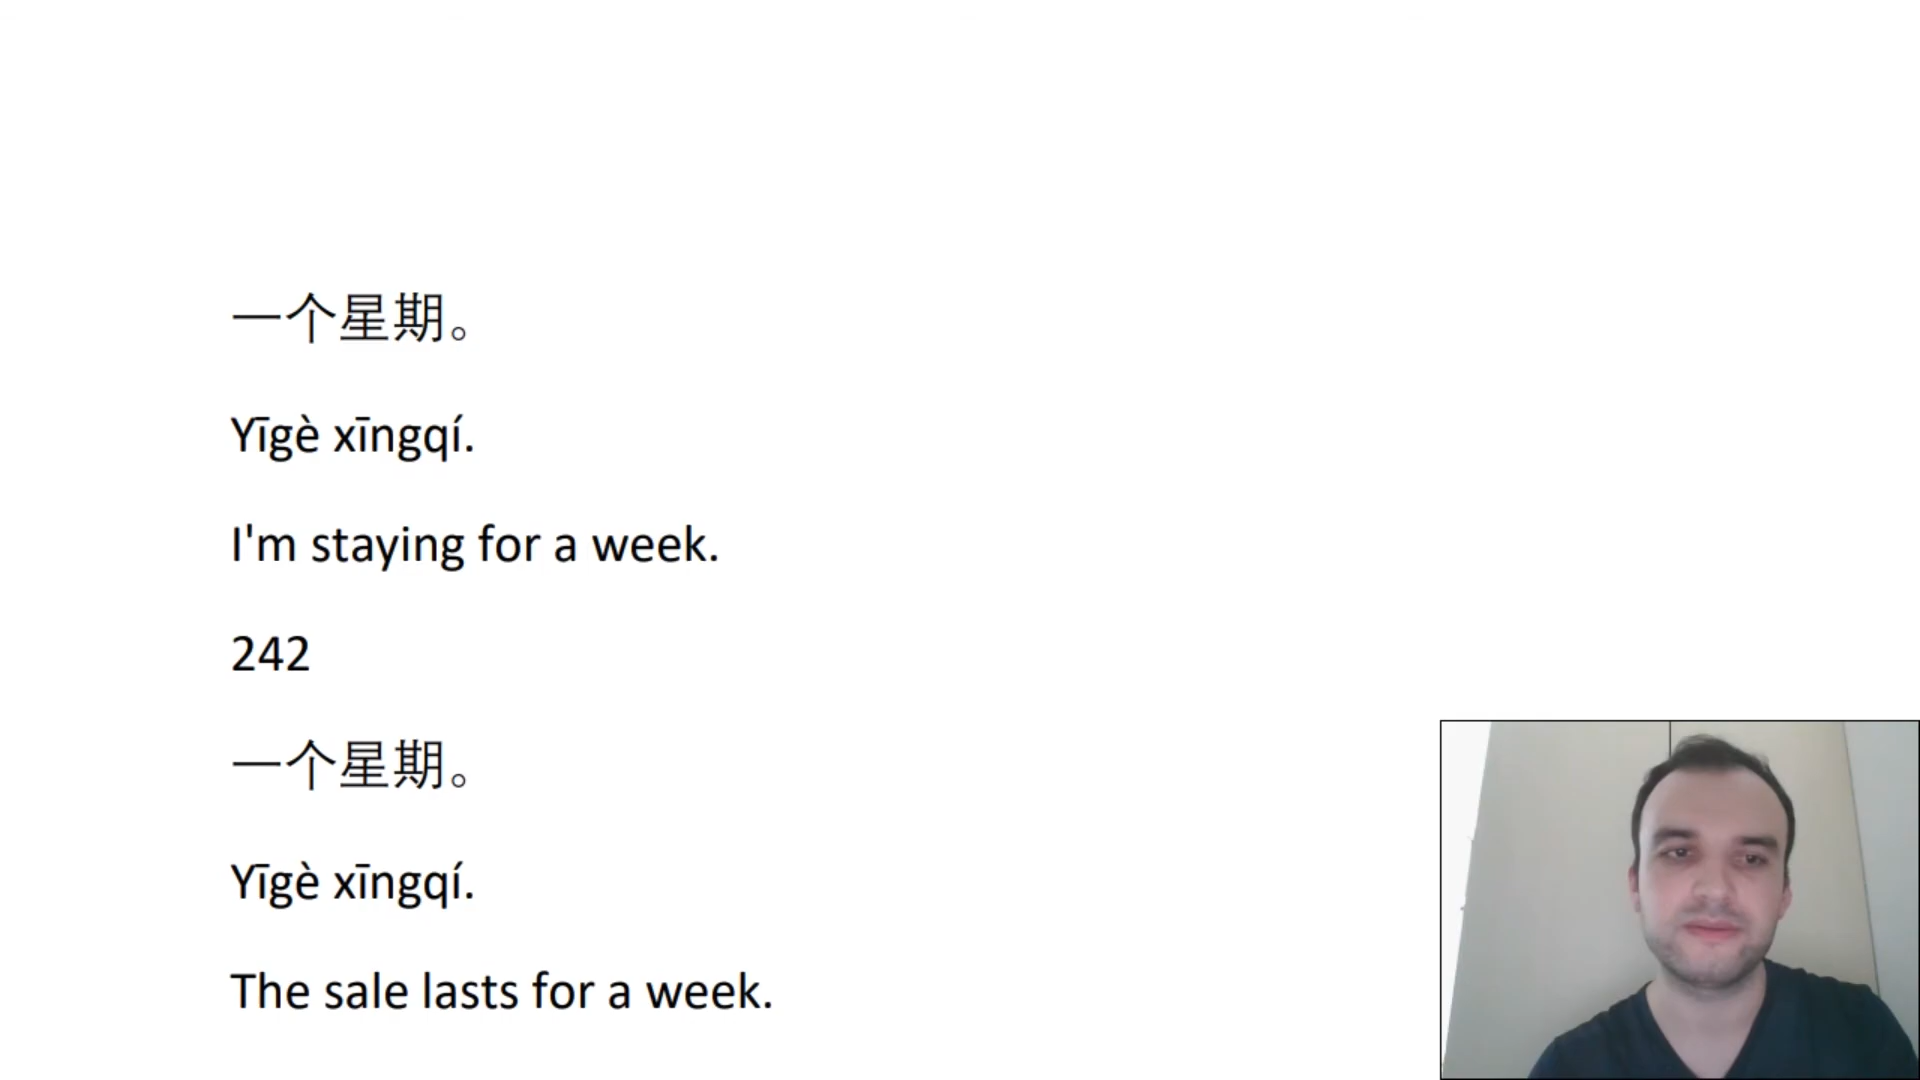 一个星期。
Yīgè xīngqí.
I'm staying for a week.
242
一个星期。
Yīgè xīngqí.
The sale lasts for a week.